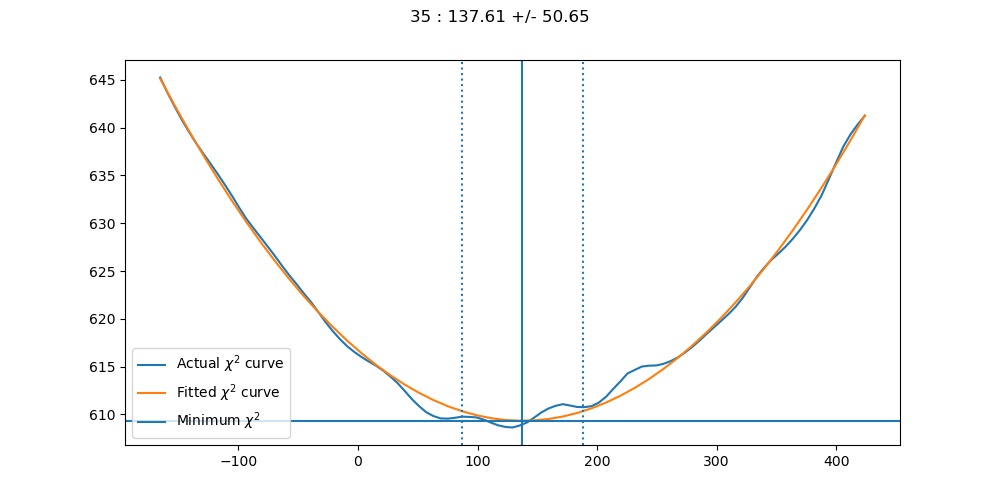 35 : 137.61 +/- 50.65
645
640
635
630
625
620
615
610
Actual χ² curve
Fitted χ² curve
Minimum χ²
−100 0 100 200 300 400